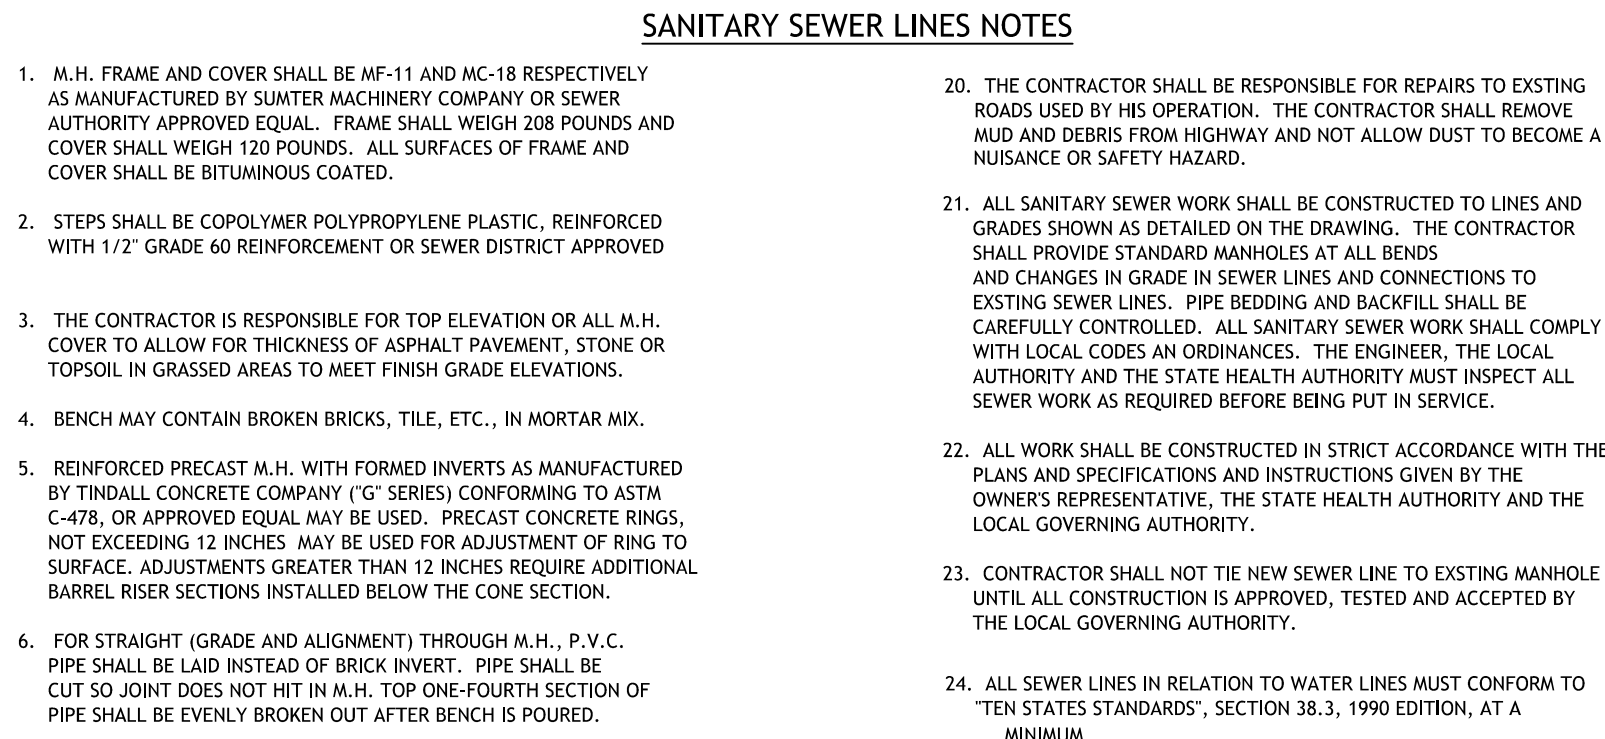 SANITARY SEWER LINES NOTES
1. M.H. FRAME AND COVER SHALL BE MF-11 AND MC-18 RESPECTIVELY
AS MANUFACTURED BY SUMTER MACHINERY COMPANY OR SEWER
AUTHORITY APPROVED EQUAL. FRAME SHALL WEIGH 208 POUNDS AND
COVER SHALL WEIGH 120 POUNDS. ALL SURFACES OF FRAME AND
COVER SHALL BE BITUMINOUS COATED.
2. STEPS SHALL BE COPOLYMER POLYPROPYLENE PLASTIC, REINFORCED
WITH 1/2" GRADE 60 REINFORCEMENT OR SEWER DISTRICT APPROVED
3. THE CONTRACTOR IS RESPONSIBLE FOR TOP ELEVATION OR ALL M.H.
COVER TO ALLOW FOR THICKNESS OF ASPHALT PAVEMENT, STONE OR
TOPSOIL IN GRASSED AREAS TO MEET FINISH GRADE ELEVATIONS.
4. BENCH MAY CONTAIN BROKEN BRICKS, TILE, ETC., IN MORTAR MIX.
5. REINFORCED PRECAST M.H. WITH FORMED INVERTS AS MANUFACTURED
BY TINDALL CONCRETE COMPANY ("G" SERIES) CONFORMING TO ASTM
C-478, OR APPROVED EQUAL MAY BE USED. PRECAST CONCRETE RINGS,
NOT EXCEEDING 12 INCHES MAY BE USED FOR ADJUSTMENT OF RING TO
SURFACE. ADJUSTMENTS GREATER THAN 12 INCHES REQUIRE ADDITIONAL
BARREL RISER SECTIONS INSTALLED BELOW THE CONE SECTION.
6. FOR STRAIGHT (GRADE AND ALIGNMENT) THROUGH M.H., P.V.C.
PIPE SHALL BE LAID INSTEAD OF BRICK INVERT. PIPE SHALL BE
CUT SO JOINT DOES NOT HIT IN M.H. TOP ONE-FOURTH SECTION OF
PIPE SHALL BE EVENLY BROKEN OUT AFTER BENCH IS POURED.
20. THE CONTRACTOR SHALL BE RESPONSIBLE FOR REPAIRS TO EXSTING
ROADS USED BY HIS OPERATION. THE CONTRACTOR SHALL REMOVE
MUD AND DEBRIS FROM HIGHWAY AND NOT ALLOW DUST TO BECOME A
NUISANCE OR SAFETY HAZARD.
21. ALL SANITARY SEWER WORK SHALL BE CONSTRUCTED TO LINES AND
GRADES SHOWN AS DETAILED ON THE DRAWING. THE CONTRACTOR
SHALL PROVIDE STANDARD MANHOLES AT ALL BENDS
AND CHANGES IN GRADE IN SEWER LINES AND CONNECTIONS TO
EXSTING SEWER LINES. PIPE BEDDING AND BACKFILL SHALL BE
CAREFULLY CONTROLLED. ALL SANITARY SEWER WORK SHALL COMPLY
WITH LOCAL CODES AN ORDINANCES. THE ENGINEER, THE LOCAL
AUTHORITY AND THE STATE HEALTH AUTHORITY MUST INSPECT ALL
SEWER WORK AS REQUIRED BEFORE BEING PUT IN SERVICE.
22. ALL WORK SHALL BE CONSTRUCTED IN STRICT ACCORDANCE WITH THE
PLANS AND SPECIFICATIONS AND INSTRUCTIONS GIVEN BY THE
OWNER'S REPRESENTATIVE, THE STATE HEALTH AUTHORITY AND THE
LOCAL GOVERNING AUTHORITY.
23. CONTRACTOR SHALL NOT TIE NEW SEWER LINE TO EXSTING MANHOLE
UNTIL ALL CONSTRUCTION IS APPROVED, TESTED AND ACCEPTED BY
THE LOCAL GOVERNING AUTHORITY.
24. ALL SEWER LINES IN RELATION TO WATER LINES MUST CONFORM TO
"TEN STATES STANDARDS", SECTION 38.3, 1990 EDITION, AT A
MINIMUM